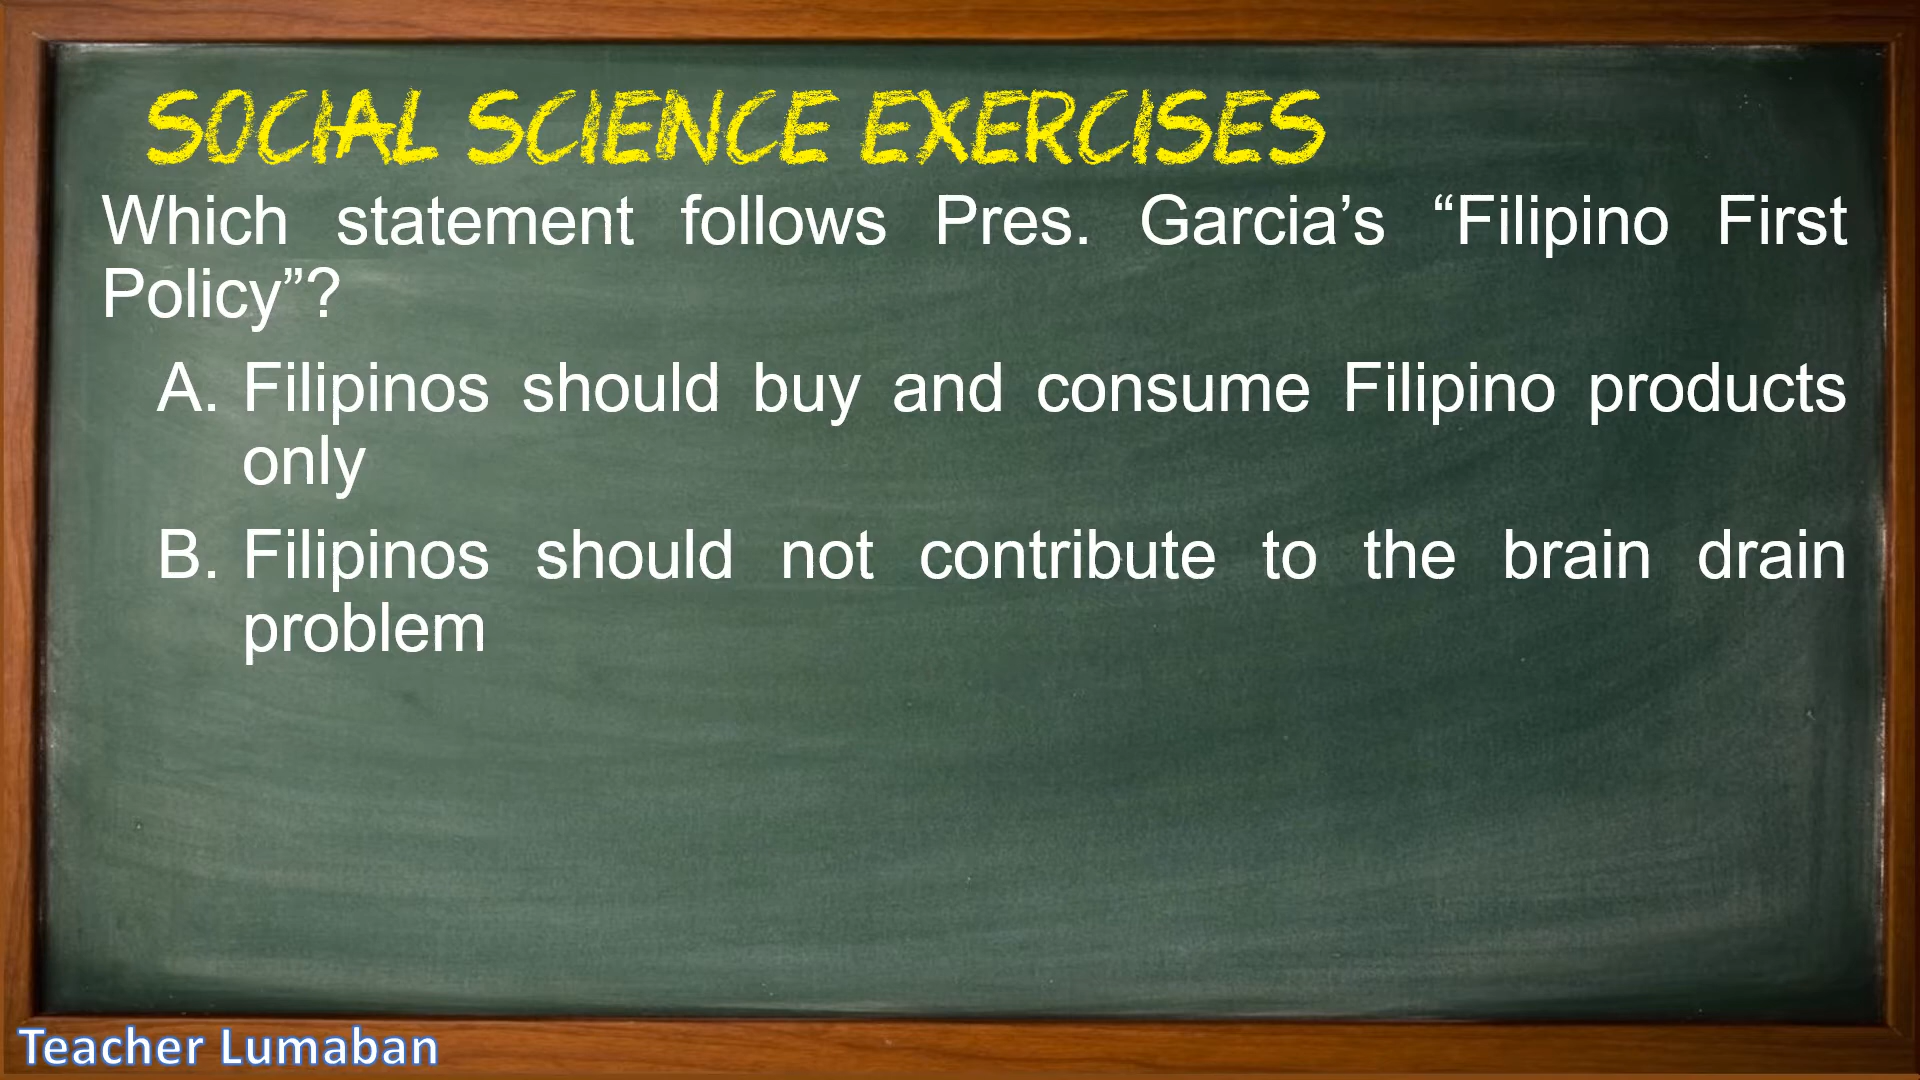 SOCIAL SCIENCE EXERCISES
Which statement follows Pres. Garcia’s “Filipino First
Policy”?
A. Filipinos should buy and consume Filipino products
only
B. Filipinos should not contribute to the brain drain
problem
Teacher Lumaban